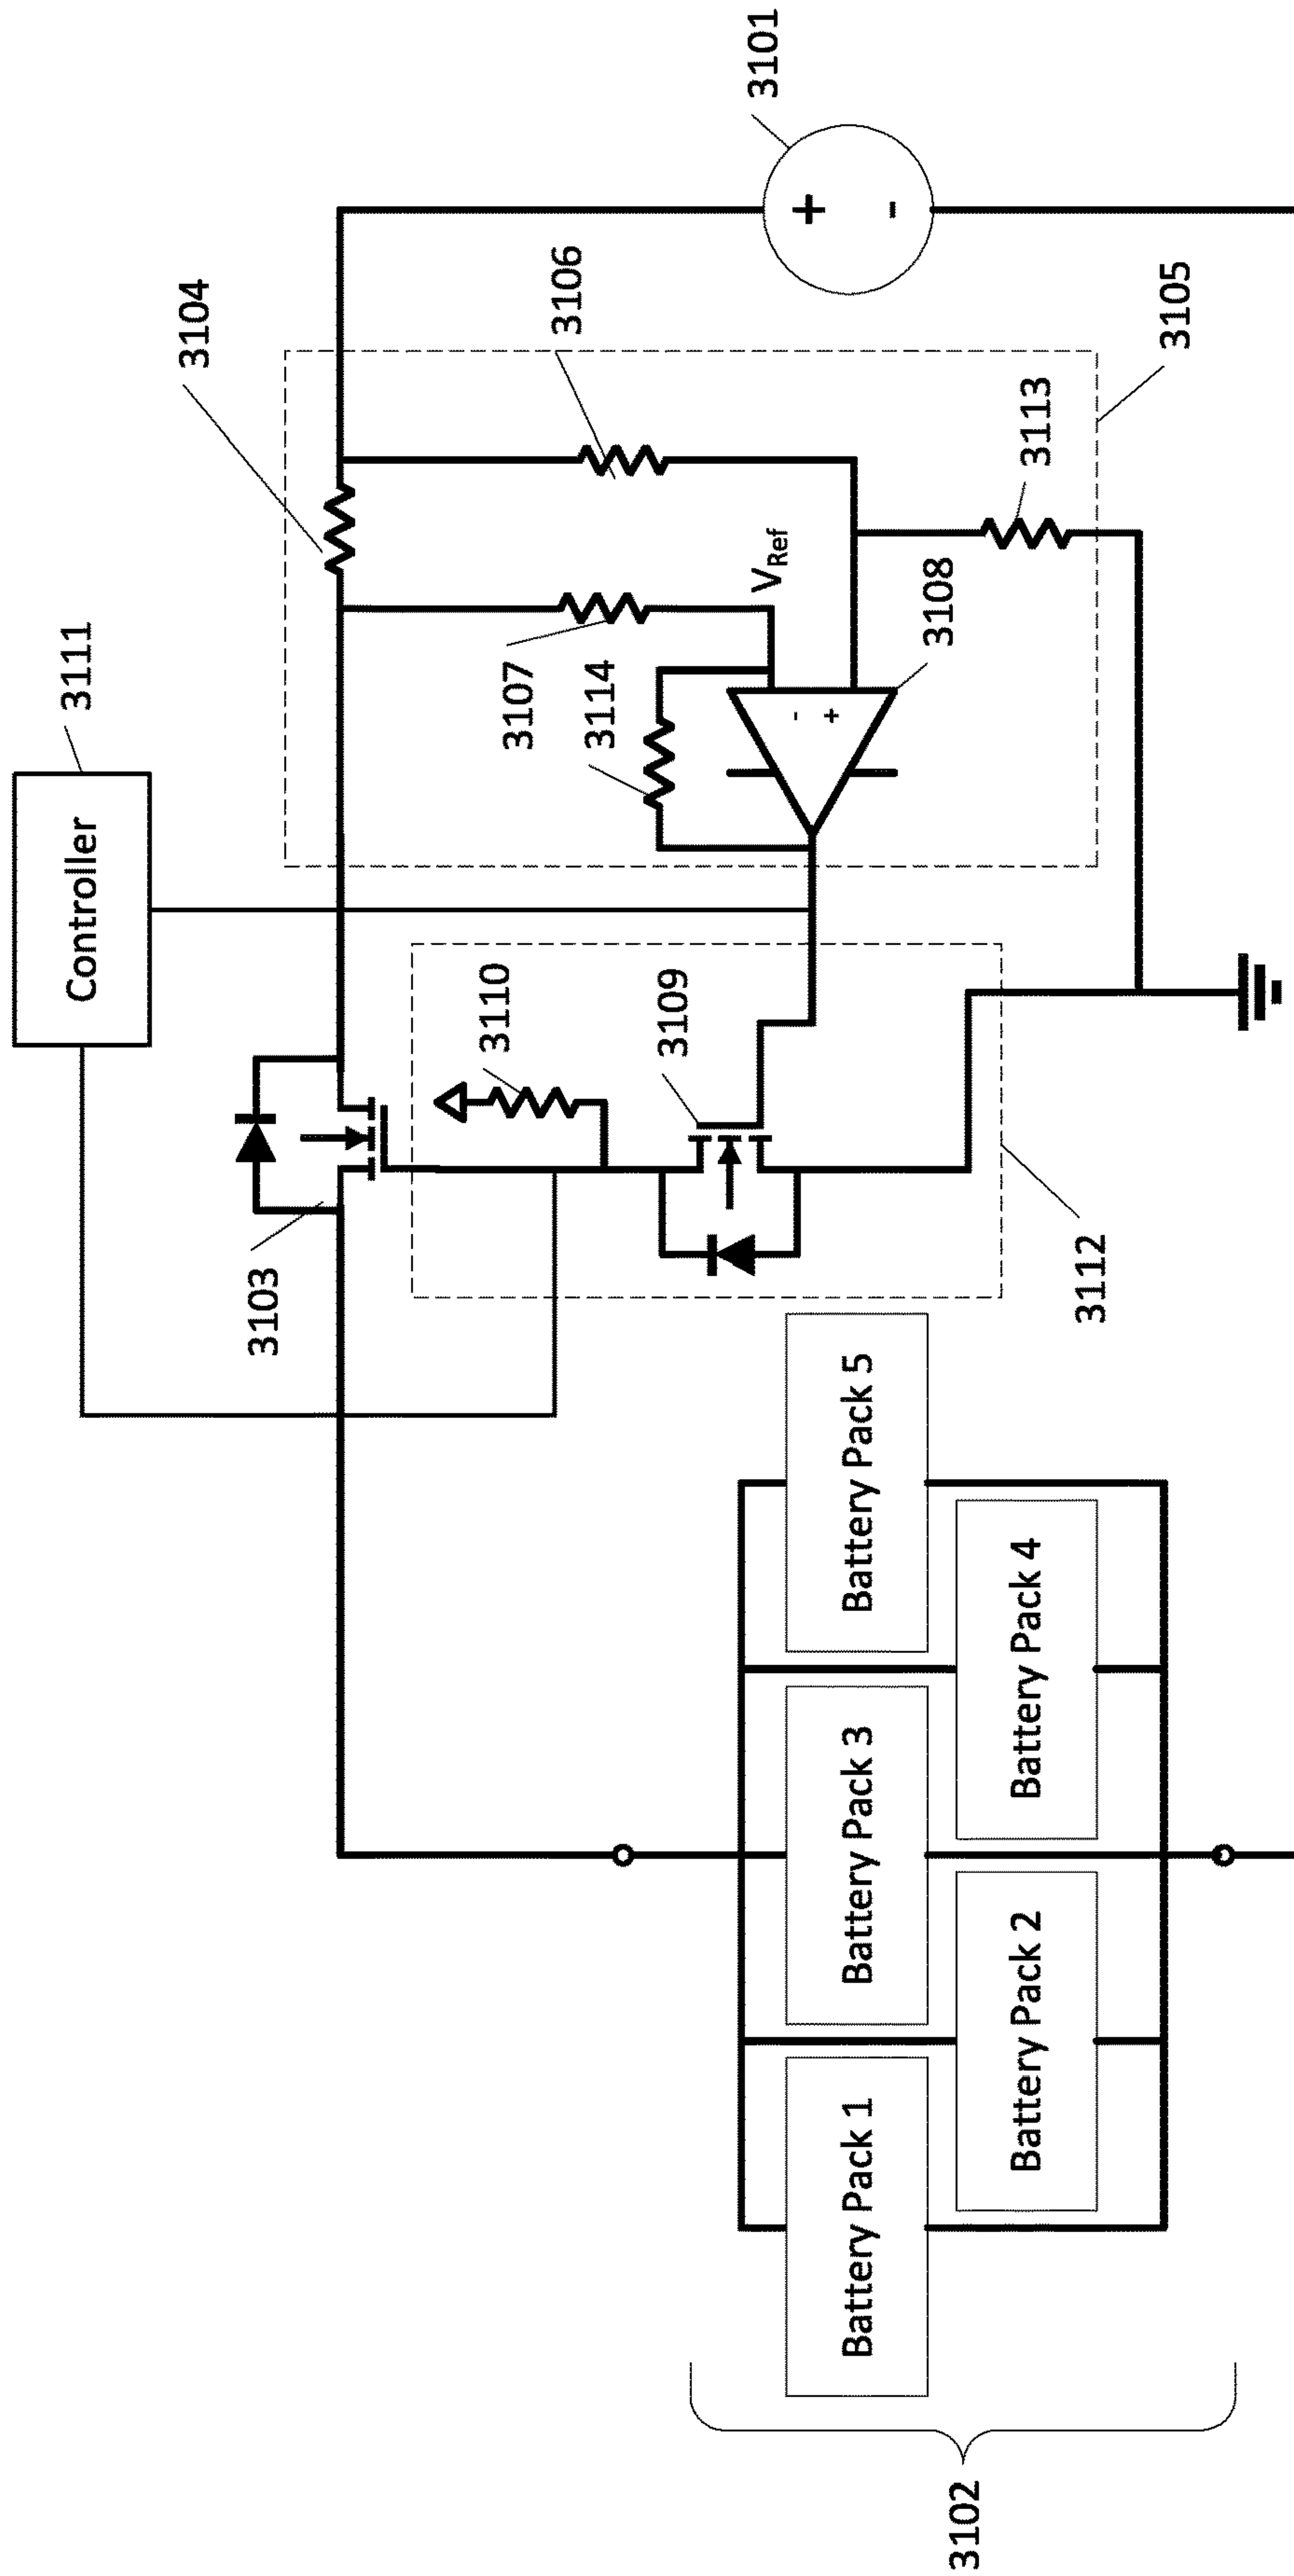 3111
Controller
3104
3101
3106
3103
3110
3107
3114
V_Ref
3109
3108
3113
3105
-
+
+
-
3112
Battery Pack 1
Battery Pack 3
Battery Pack 5
Battery Pack 2
Battery Pack 4
3102